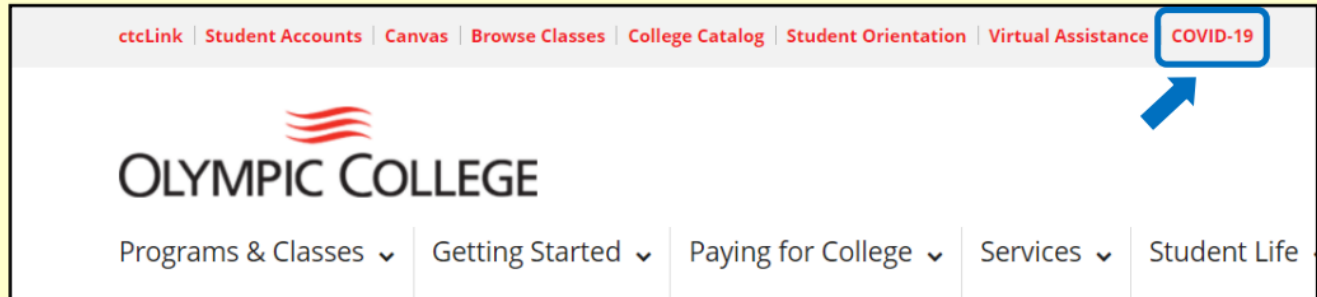 ctcLink | Student Accounts | Canvas | Browse Classes | College Catalog | Student Orientation | Virtual Assistance COVID-19
OLYMPIC COLLEGE
Programs & Classes Getting Started Paying for College Services Student Life